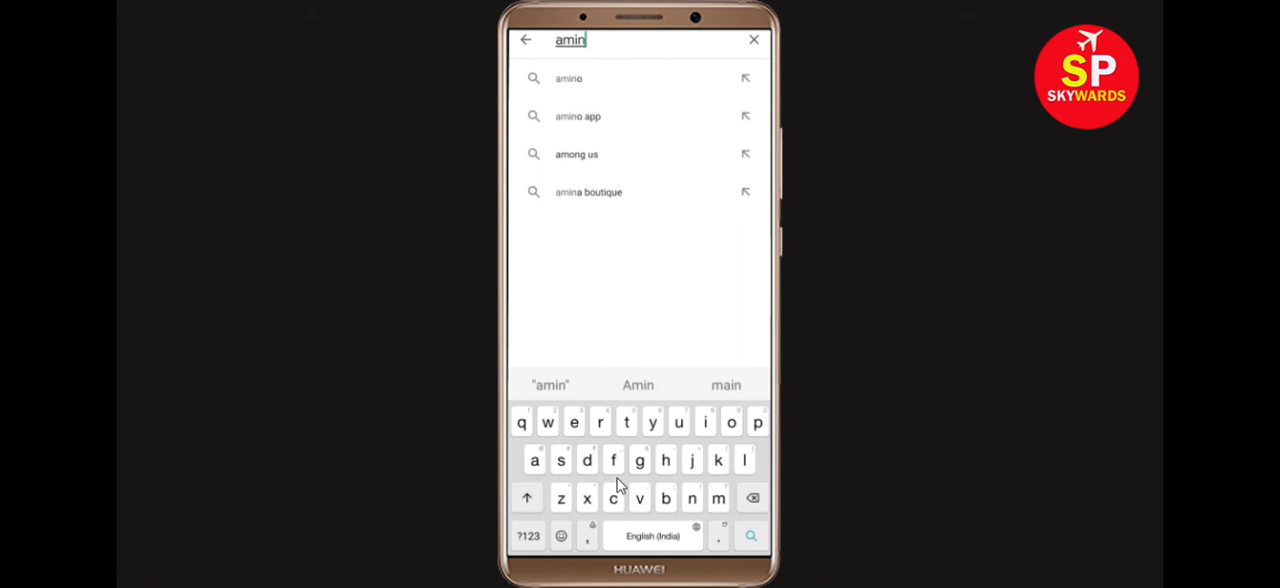 amin
SP
SKYWARDS
amino
amino app
among us
amina boutique
"amin" Amin main
q w e r t y u i o p
a s d f g h j k l
z x c v b n m
?123 , English (India) .
HUAWEI